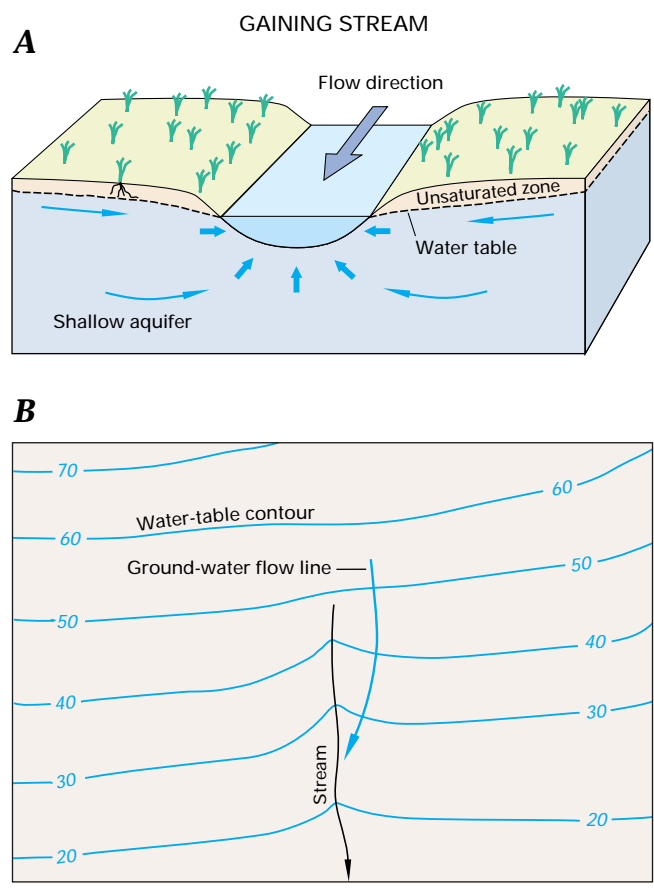 GAINING STREAM
A
Flow direction
Unsaturated zone
Water table
Shallow aquifer
B
70
60
Water-table contour
60
Ground-water flow line
50
50
40
40
30
30
Stream
20
20